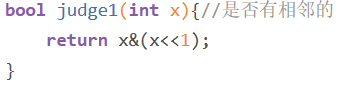 bool judge1(int x){//是否有相邻的
    return x&(x<<1);
}